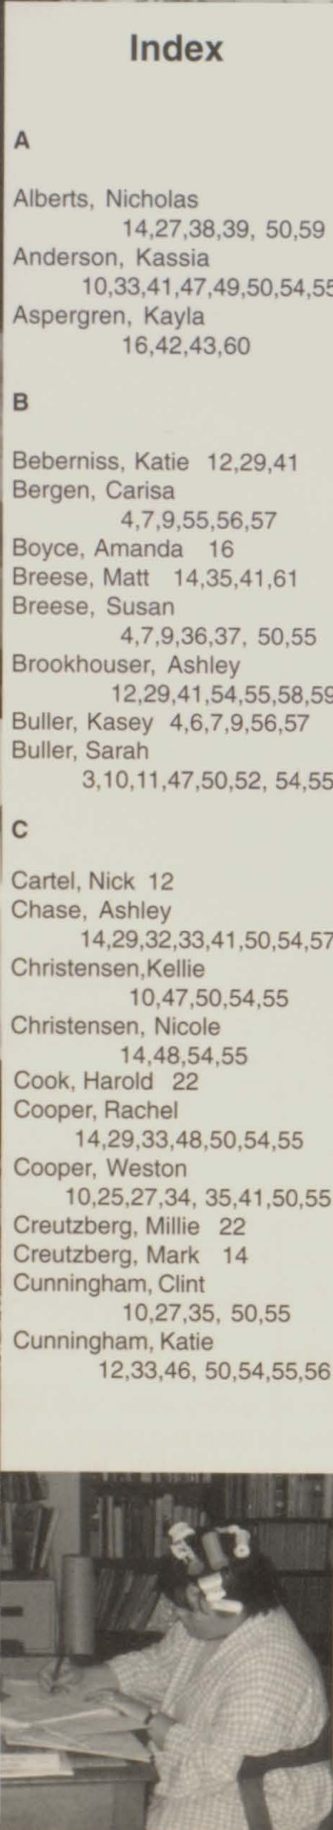 Index
A
Alberts, Nicholas
14,27,38,39, 50,59
Anderson, Kassia
10,33,41,47,49,50,54,55
Aspergren, Kayla
16,42,43,60
B
Beberniss, Katie 12,29,41
Bergen, Carisa
4,7,9,55,56,57
Boyce, Amanda 16
Breese, Matt 14,35,41,61
Breese, Susan
4,7,9,36,37, 50,55
Brookhouser, Ashley
12,29,41,54,55,58,59
Buller, Kasey 4,6,7,9,56,57
Buller, Sarah
3,10,11,47,50,52, 54,55
C
Cartel, Nick 12
Chase, Ashley
14,29,32,33,41,50,54,57
Christensen,Kellie
10,47,50,54,55
Christensen, Nicole
14,48,54,55
Cook, Harold 22
Cooper, Rachel
14,29,33,48,50,54,55
Cooper, Weston
10,25,27,34, 35,41,50,55
Creutzberg, Millie 22
Creutzberg, Mark 14
Cunningham, Clint
10,27,35, 50,55
Cunningham, Katie
12,33,46, 50,54,55,56